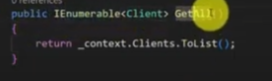 0 references
public IEnumerable<Client> GetAll()
{
return _context.Clients.ToList();
}